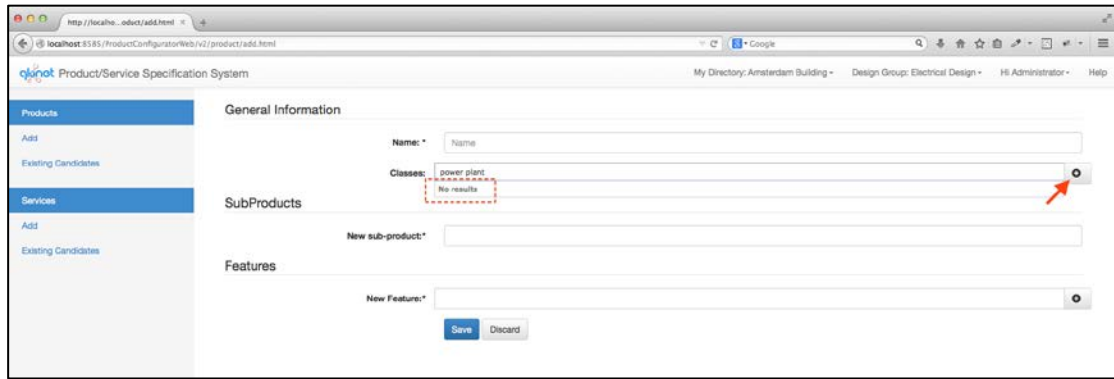 http://localho...oduct/add.html
localhost:8585/ProductConfiguratorWeb/v2/product/add.html
Google
glonet Product/Service Specification System
My Directory: Amsterdam Building
Design Group: Electrical Design
Hi Administrator
Help
Products
Add
Existing Candidates
Services
Add
Existing Candidates
General Information
Name: *
Name
Classes:
power plant
No results
SubProducts
New sub-product:*
Features
New Feature:*
Save
Discard